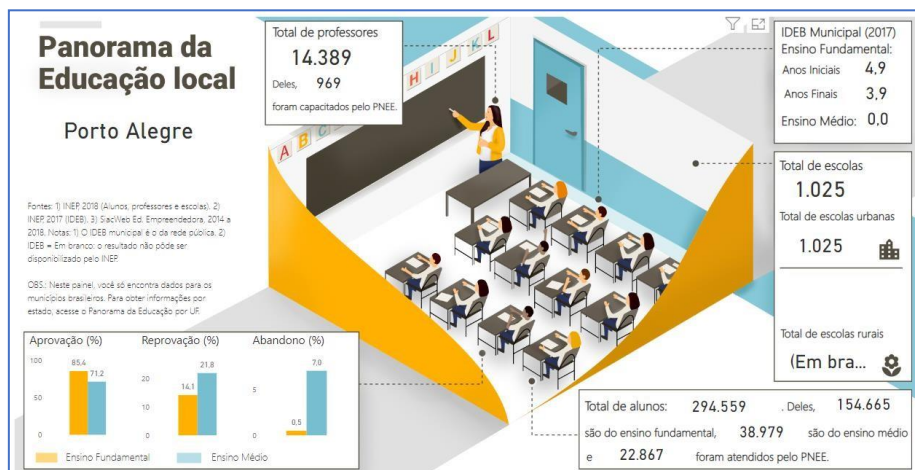 Panorama da
Educação local
Porto Alegre
Fontes: 1) INEP, 2018 (Alunos, professores e escolas). 2)
INEP, 2017 (IDEB). 3) SiacWeb Ed. Empreendedora, 2014 a
2018. Notas: 1) O IDEB municipal é o da rede pública. 2)
IDEB = Em branco: o resultado não pôde ser
disponibilizado pelo INEP.
OBS.: Neste painel, você só encontra dados para os
municípios brasileiros. Para obter informações por
estado, acesse o Panorama da Educação por UF.
Total de professores
14.389
Deles, 969
foram capacitados pelo PNEE.
A B C
H I J K L
IDEB Municipal (2017)
Ensino Fundamental:
Anos Iniciais 4,9
Anos Finais 3,9
Ensino Médio: 0,0
Total de escolas
1.025
Total de escolas urbanas
1.025
Total de escolas rurais
(Em bra...
Aprovação (%)
100
50
0
85,4
71,2
Reprovação (%)
20
10
0
14,1
21,8
Abandono (%)
5
0
0,5
7,0
Ensino Fundamental
Ensino Médio
Total de alunos: 294.559 . Deles, 154.665
são do ensino fundamental, 38.979 são do ensino médio
e 22.867 foram atendidos pelo PNEE.